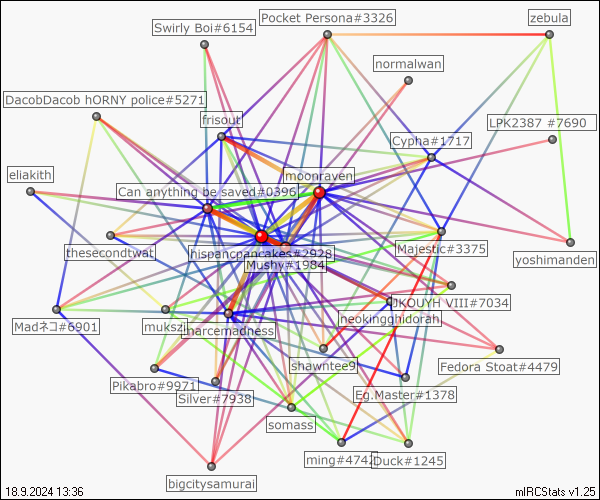 Pocket Persona#3326
zebula
Swirly Boi#6154
normalwan
DacobDacob hORNY police#5271
frisout
LPK2387 #7690
Cypha#1717
eliakith
moonraven
Can anything be saved#0396
thesecondtwat
hispancpancakes#2928
Majestic#3375
yoshimanden
Mushy#1984
JKOUYH VIII#7034
neokingghidorah
Madネコ#6901
mukszi
narcemadness
shawntee9
Fedora Stoat#4479
Pikabro#9971
Silver#7938
Eg.Master#1378
somass
ming#4742
Duck#1245
bigcitysamurai
18.9.2024 13:36
mIRCStats v1.25